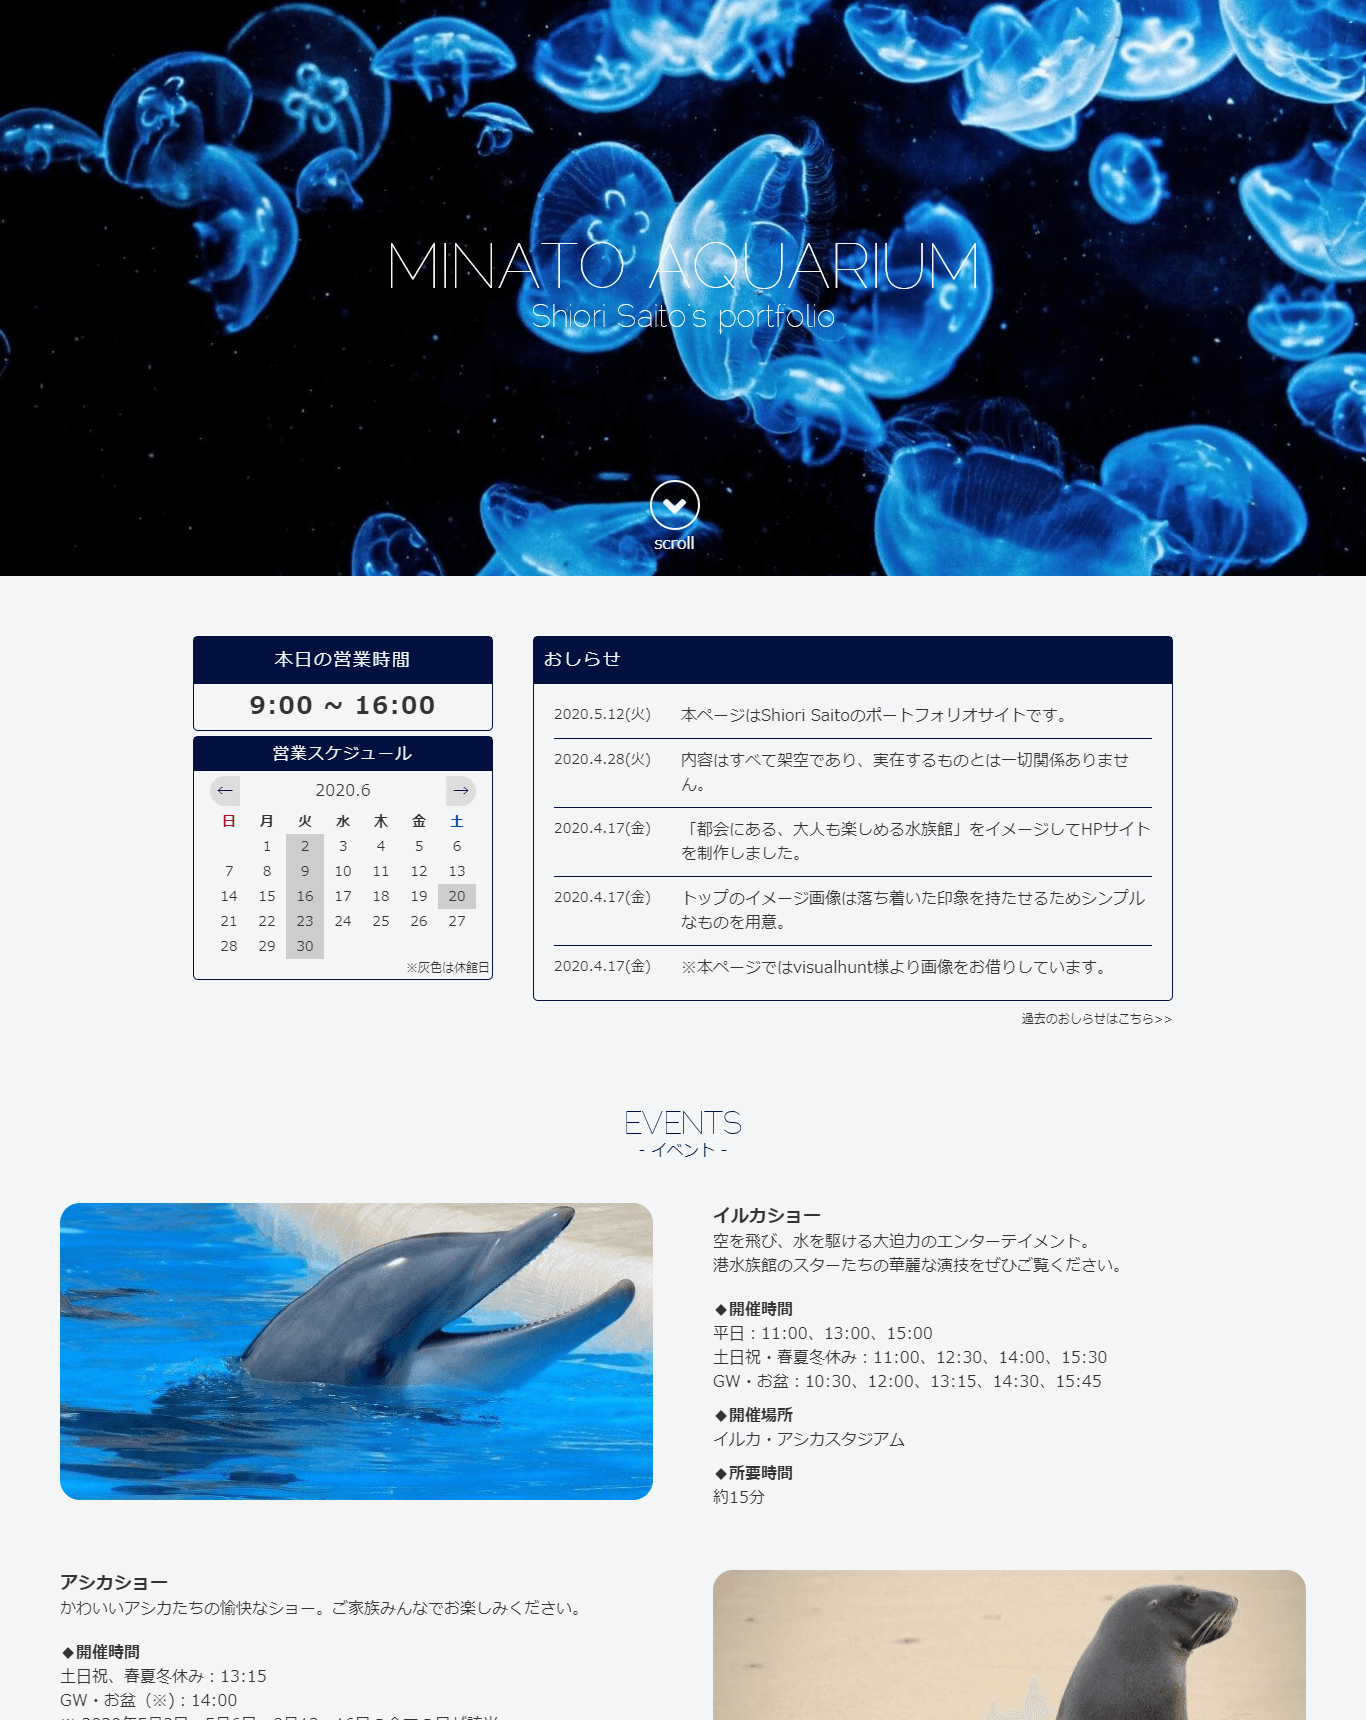 MINATO AQUARIUM
Shiori Saito's portfolio
scroll
本日の営業時間
9:00 ~ 16:00
営業スケジュール
← 2020.6 →
日 月 火 水 木 金 土
1 2 3 4 5 6
7 8 9 10 11 12 13
14 15 16 17 18 19 20
21 22 23 24 25 26 27
28 29 30
※灰色は休館日
おしらせ
2020.5.12(火) 本ページはShiori Saitoのポートフォリオサイトです。
2020.4.28(火) 内容はすべて架空であり、実在するものとは一切関係ありませ
ん。
2020.4.17(金) 「都会にある、大人も楽しめる水族館」をイメージしてHPサイト
を制作しました。
2020.4.17(金) トップのイメージ画像は落ち着いた印象を持たせるためシンプル
なものを用意。
2020.4.17(金) ※本ページではvisualhunt様より画像をお借りしています。
過去のおしらせはこちら>>
EVENTS
- イベント -
イルカショー
空を飛び、水を駆ける大迫力のエンターテイメント。
港水族館のスターたちの華麗な演技をぜひご覧ください。
◆開催時間
平日：11:00、13:00、15:00
土日祝・春夏冬休み：11:00、12:30、14:00、15:30
GW・お盆：10:30、12:00、13:15、14:30、15:45
◆開催場所
イルカ・アシカスタジアム
◆所要時間
約15分
アシカショー
かわいいアシカたちの愉快なショー。ご家族みんなでお楽しみください。
◆開催時間
土日祝、春夏冬休み：13:15
GW・お盆（※)：14:00